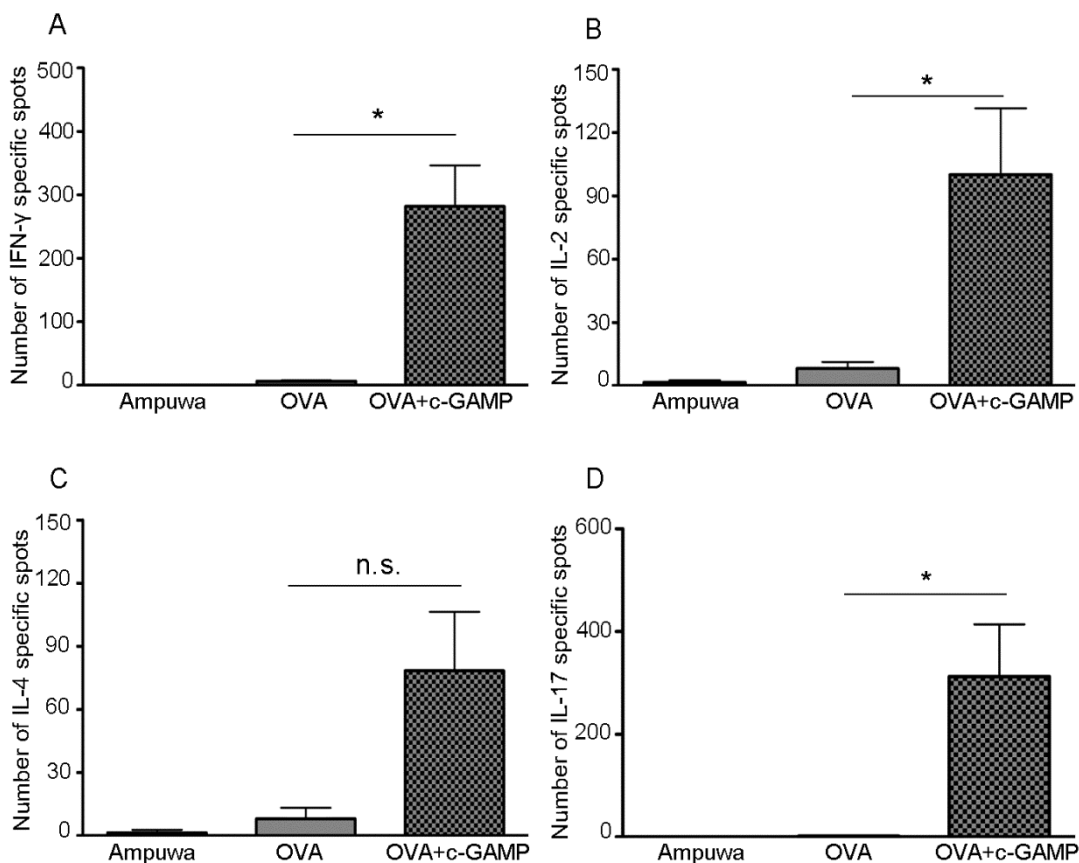 A
Number of IFN-γ specific spots
500
400
300
200
100
0
*
Ampuwa OVA OVA+c-GAMP
B
Number of IL-2 specific spots
150
120
90
60
30
0
*
Ampuwa OVA OVA+c-GAMP
C
Number of IL-4 specific spots
150
120
90
60
30
0
n.s.
Ampuwa OVA OVA+c-GAMP
D
Number of IL-17 specific spots
600
400
200
0
*
Ampuwa OVA OVA+c-GAMP